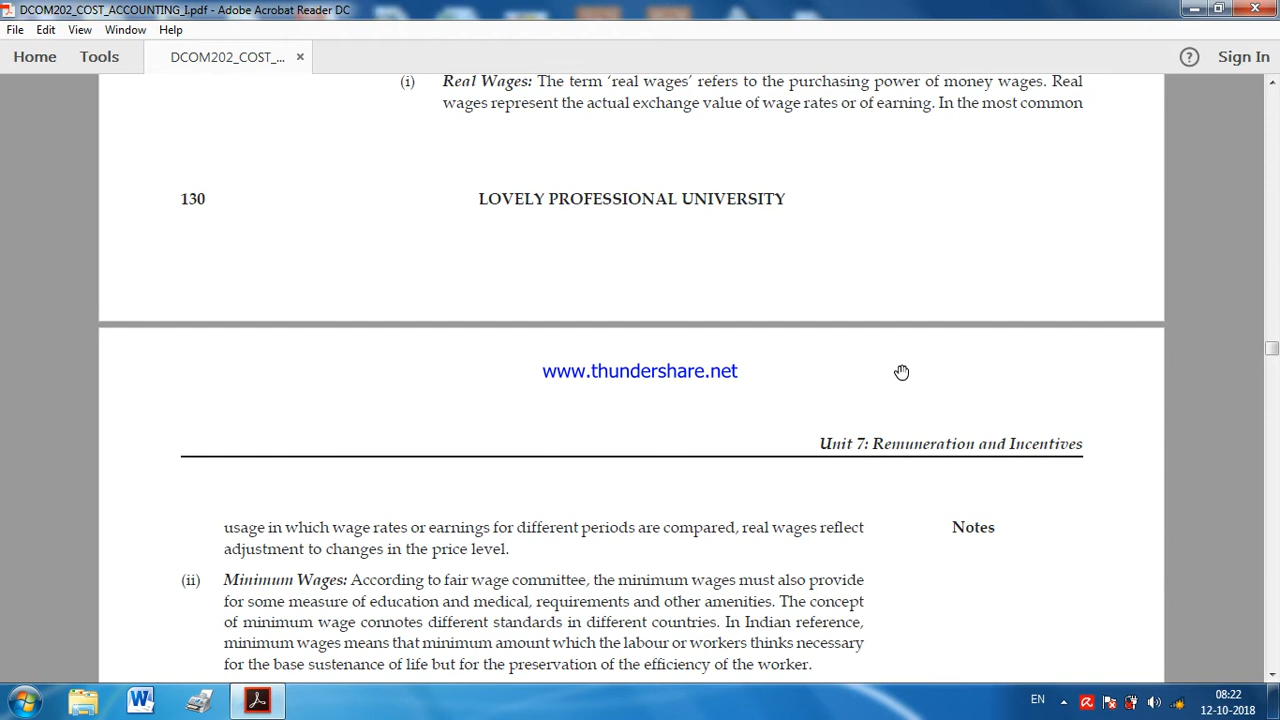 DCOM202_COST_ACCOUNTING_I.pdf - Adobe Acrobat Reader DC
File Edit View Window Help
Home Tools DCOM202_COST_... × ? Sign In
(i) Real Wages: The term ‘real wages’ refers to the purchasing power of money wages. Real
wages represent the actual exchange value of wage rates or of earning. In the most common
130 LOVELY PROFESSIONAL UNIVERSITY
www.thundershare.net
Unit 7: Remuneration and Incentives
usage in which wage rates or earnings for different periods are compared, real wages reflect Notes
adjustment to changes in the price level.
(ii) Minimum Wages: According to fair wage committee, the minimum wages must also provide
for some measure of education and medical, requirements and other amenities. The concept
of minimum wage connotes different standards in different countries. In Indian reference,
minimum wages means that minimum amount which the labour or workers thinks necessary
for the base sustenance of life but for the preservation of the efficiency of the worker.
EN 08:22
12-10-2018